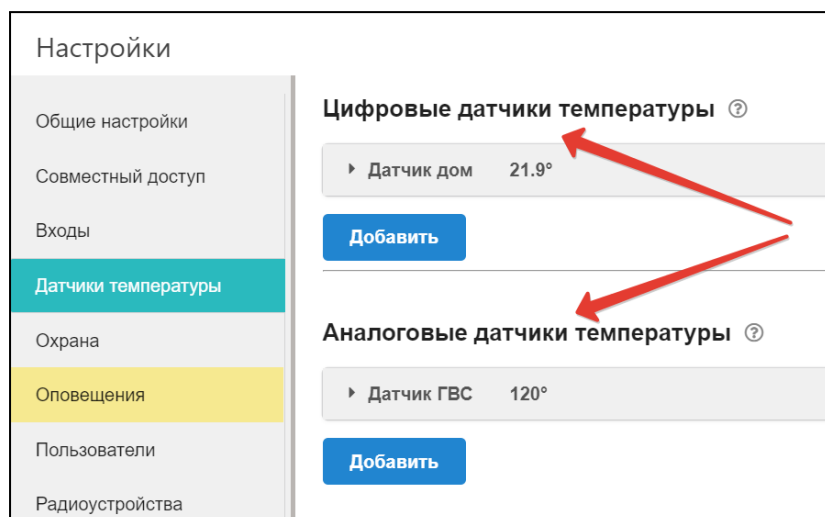 Настройки
Общие настройки
Совместный доступ
Входы
Датчики температуры
Охрана
Оповещения
Пользователи
Радиоустройства
Цифровые датчики температуры ?
Датчик дом 21.9°
Добавить
Аналоговые датчики температуры ?
Датчик ГВС 120°
Добавить